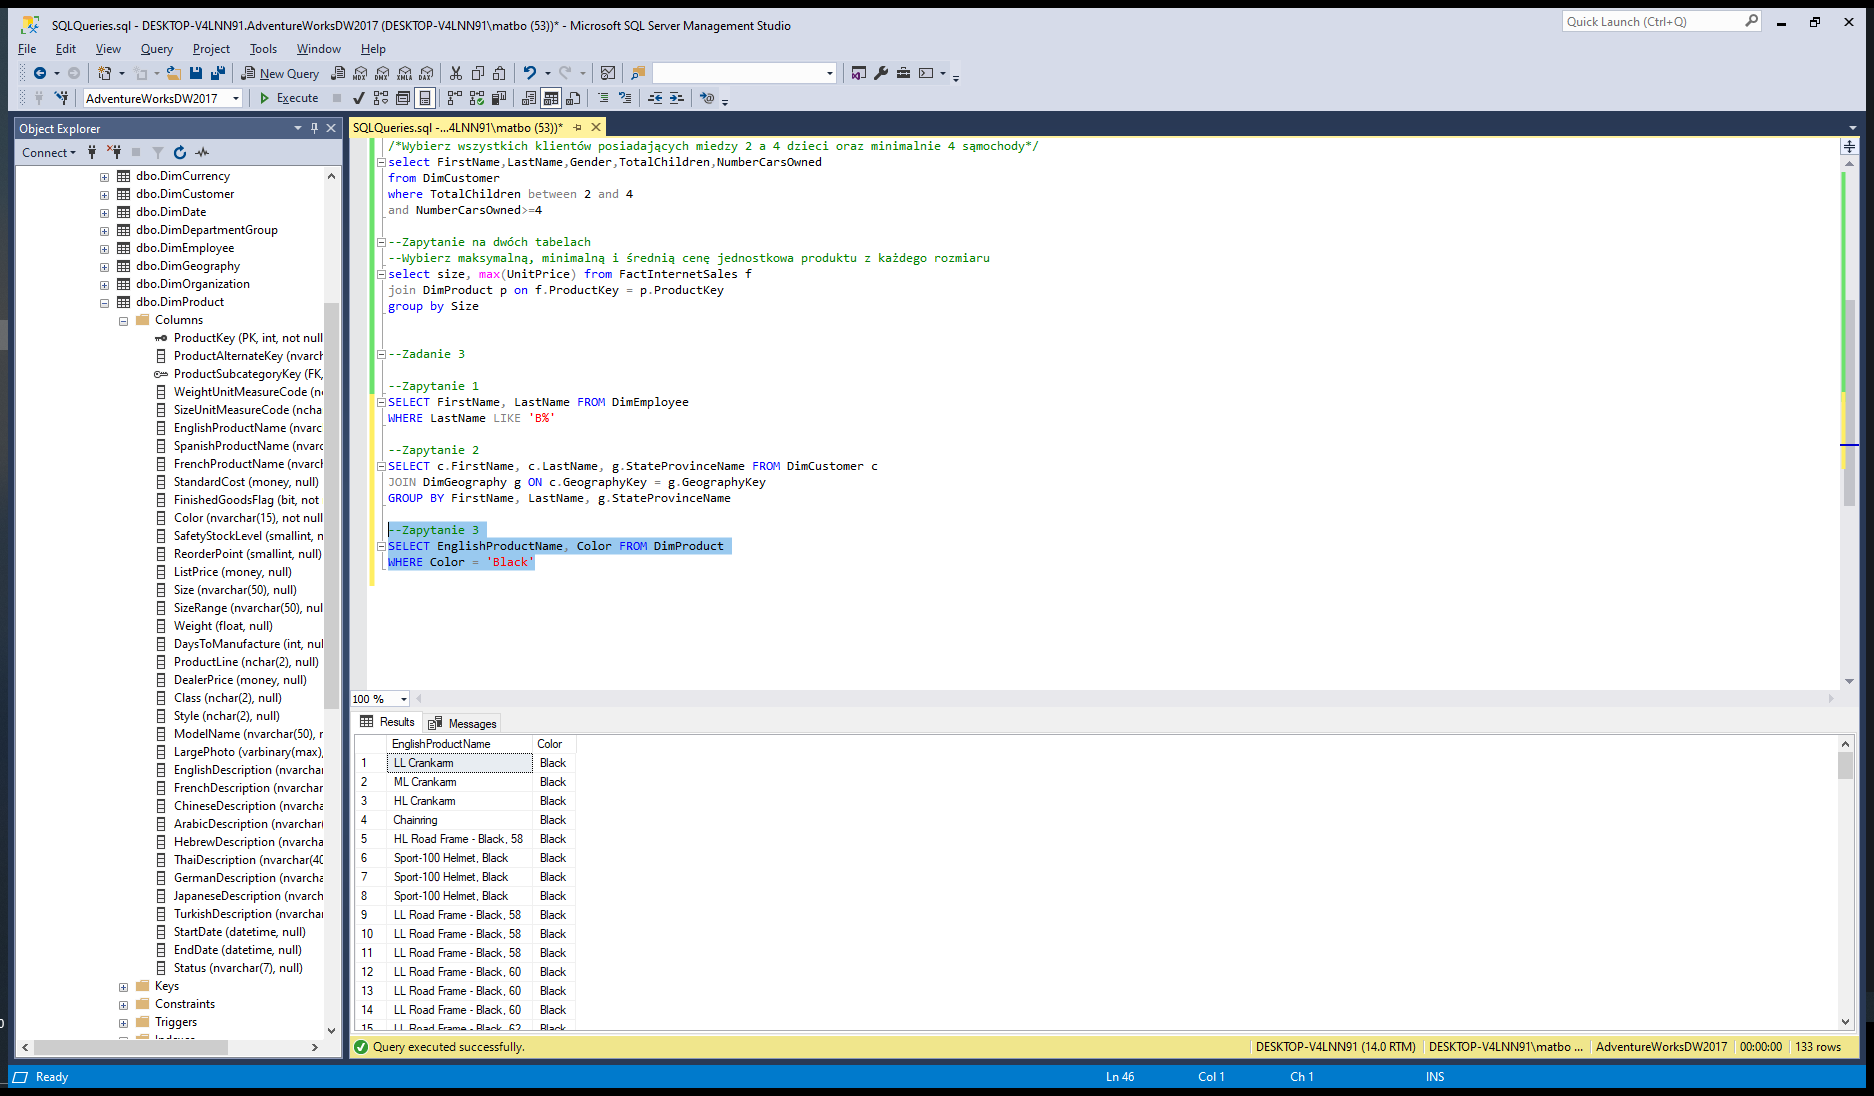 SQLQueries.sql - DESKTOP-V4LNN91.AdventureWorksDW2017 (DESKTOP-V4LNN91\matbo (53))* - Microsoft SQL Server Management Studio
Quick Launch (Ctrl+Q)
File Edit View Query Project Tools Window Help
New Query
MDX DMX XMLA DAX
AdventureWorksDW2017
Execute
Object Explorer
Connect
dbo.DimCurrency
dbo.DimCustomer
dbo.DimDate
dbo.DimDepartmentGroup
dbo.DimEmployee
dbo.DimGeography
dbo.DimOrganization
dbo.DimProduct
Columns
ProductKey (PK, int, not null
ProductAlternateKey (nvarch
ProductSubcategoryKey (FK,
WeightUnitMeasureCode (n
SizeUnitMeasureCode (ncha
EnglishProductName (nvarc
SpanishProductName (nvarc
FrenchProductName (nvarch
StandardCost (money, null)
FinishedGoodsFlag (bit, not
Color (nvarchar(15), not null
SafetyStockLevel (smallint, n
ReorderPoint (smallint, null)
ListPrice (money, null)
Size (nvarchar(50), null)
SizeRange (nvarchar(50), nul
Weight (float, null)
DaysToManufacture (int, nul
ProductLine (nchar(2), null)
DealerPrice (money, null)
Class (nchar(2), null)
Style (nchar(2), null)
ModelName (nvarchar(50), r
LargePhoto (varbinary(max),
EnglishDescription (nvarchar
FrenchDescription (nvarchar
ChineseDescription (nvarcha
ArabicDescription (nvarchar(
HebrewDescription (nvarcha
ThaiDescription (nvarchar(40
GermanDescription (nvarcha
JapaneseDescription (nvarch
TurkishDescription (nvarchar
StartDate (datetime, null)
EndDate (datetime, null)
Status (nvarchar(7), null)
Keys
Constraints
Triggers
SQLQueries.sql -...4LNN91\matbo (53))*
/*Wybierz wszystkich klientów posiadających miedzy 2 a 4 dzieci oraz minimalnie 4 sąmochody*/
select FirstName,LastName,Gender,TotalChildren,NumberCarsOwned
from DimCustomer
where TotalChildren between 2 and 4
and NumberCarsOwned>=4
--Zapytanie na dwóch tabelach
--Wybierz maksymalną, minimalną i średnią cenę jednostkowa produktu z każdego rozmiaru
select size, max(UnitPrice) from FactInternetSales f
join DimProduct p on f.ProductKey = p.ProductKey
group by Size
--Zadanie 3
--Zapytanie 1
SELECT FirstName, LastName FROM DimEmployee
WHERE LastName LIKE 'B%'
--Zapytanie 2
SELECT c.FirstName, c.LastName, g.StateProvinceName FROM DimCustomer c
JOIN DimGeography g ON c.GeographyKey = g.GeographyKey
GROUP BY FirstName, LastName, g.StateProvinceName
--Zapytanie 3
SELECT EnglishProductName, Color FROM DimProduct
WHERE Color = 'Black'
100 %
Results Messages
EnglishProductName Color
1 LL Crankarm Black
2 ML Crankarm Black
3 HL Crankarm Black
4 Chainring Black
5 HL Road Frame - Black, 58 Black
6 Sport-100 Helmet, Black Black
7 Sport-100 Helmet, Black Black
8 Sport-100 Helmet, Black Black
9 LL Road Frame - Black, 58 Black
10 LL Road Frame - Black, 58 Black
11 LL Road Frame - Black, 58 Black
12 LL Road Frame - Black, 60 Black
13 LL Road Frame - Black, 60 Black
14 LL Road Frame - Black, 60 Black
15 LL Road Frame - Black, 62 Black
Query executed successfully.
DESKTOP-V4LNN91 (14.0 RTM) DESKTOP-V4LNN91\matbo ... AdventureWorksDW2017 00:00:00 133 rows
Ready Ln 46 Col 1 Ch 1 INS